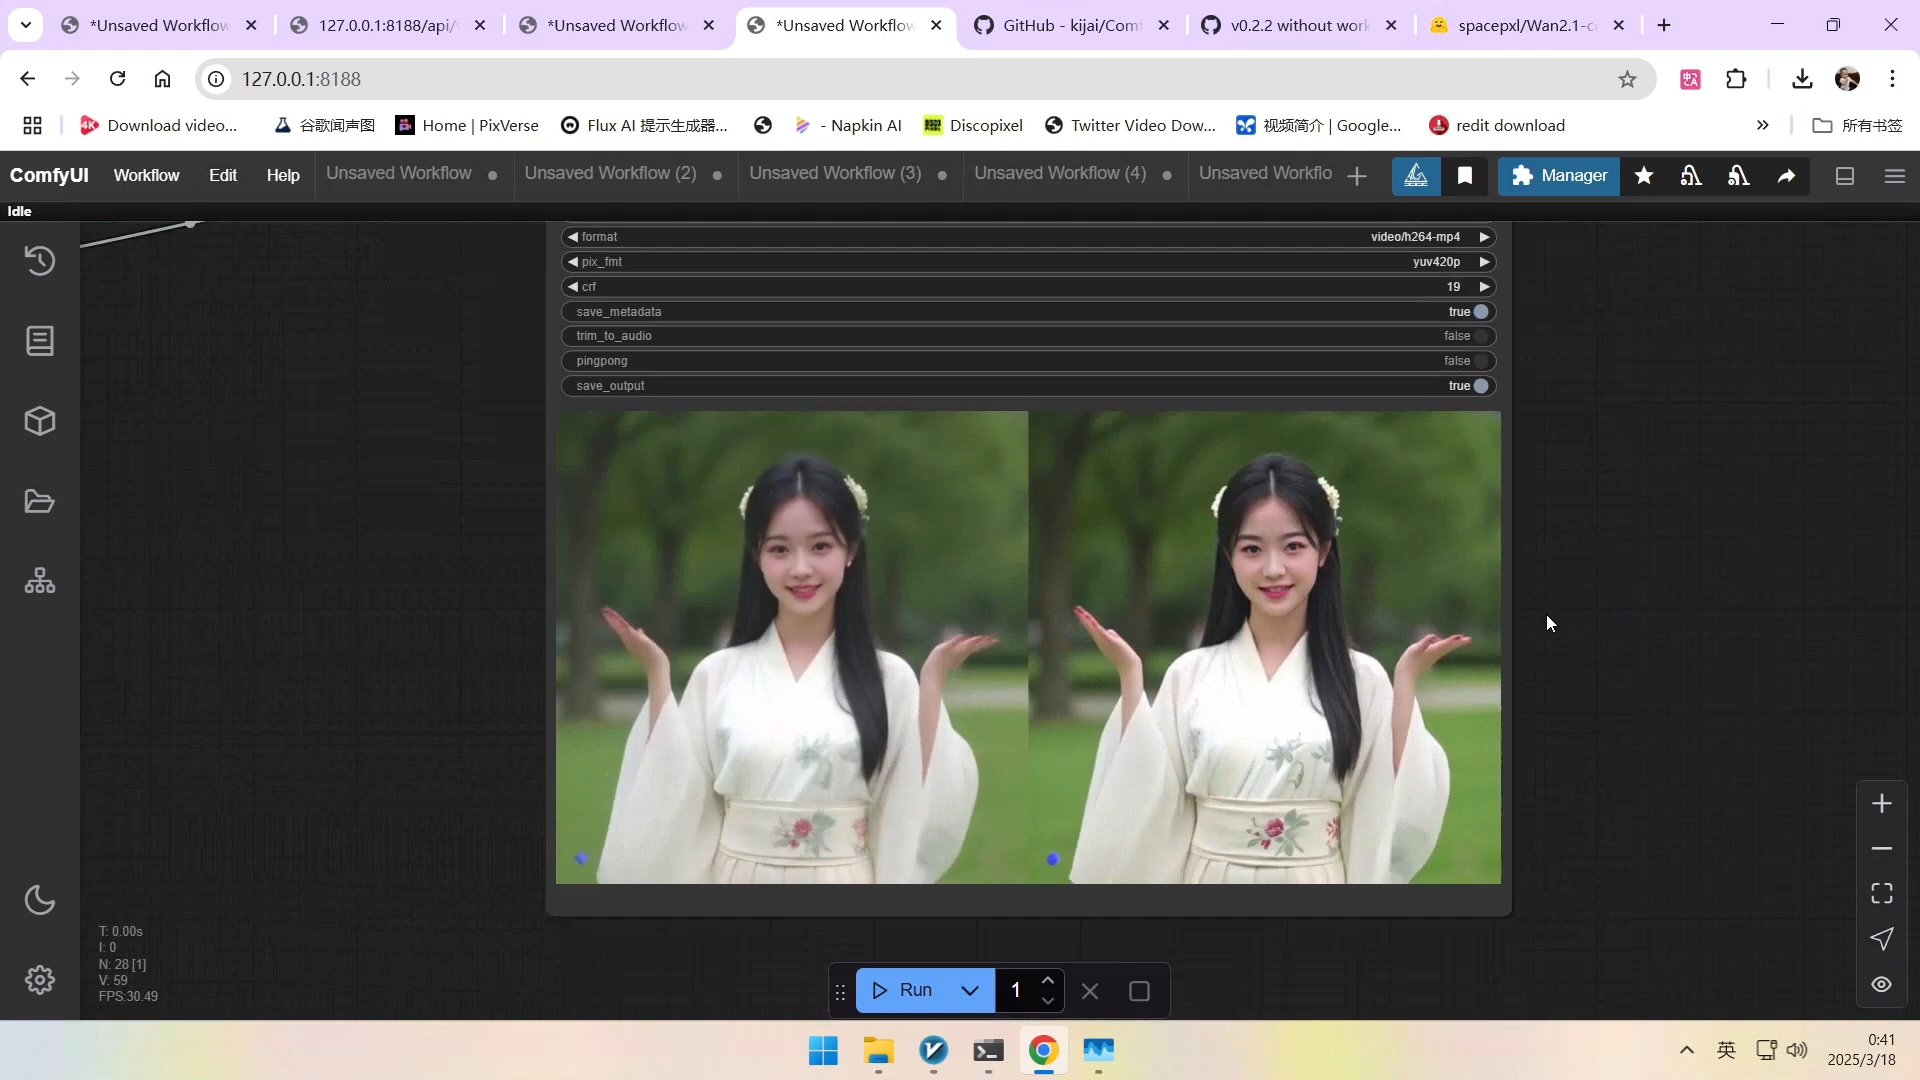 *Unsaved Workflow
127.0.0.1:8188/api/
*Unsaved Workflow
*Unsaved Workflow
GitHub - kijai/Com
v0.2.2 without work
spacepxl/Wan2.1-c
127.0.0.1:8188
4K
Download video...
谷歌闻声图
Home | PixVerse
Flux AI 提示生成器...
- Napkin AI
Discopixel
Twitter Video Dow...
视频简介 | Google...
redit download
所有书签
ComfyUI
Workflow
Edit
Help
Unsaved Workflow
Unsaved Workflow (2)
Unsaved Workflow (3)
Unsaved Workflow (4)
Unsaved Workflo
Manager
Idle
format video/h264-mp4
pix_fmt yuv420p
crf 19
save_metadata true
trim_to_audio false
pingpong false
save_output true
T: 0.00s
I: 0
N: 28 [1]
V: 59
FPS:30.49
Run
1
英
0:41
2025/3/18